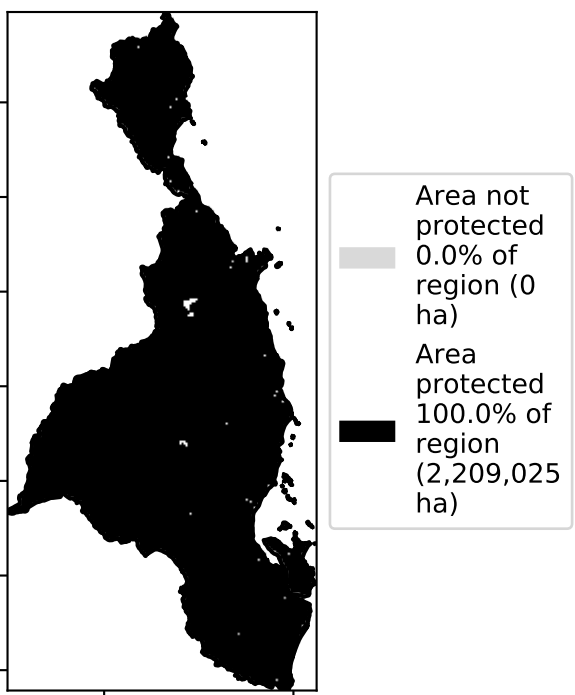 Area not
protected
0.0% of
region (0
ha)
Area
protected
100.0% of
region
(2,209,025
ha)